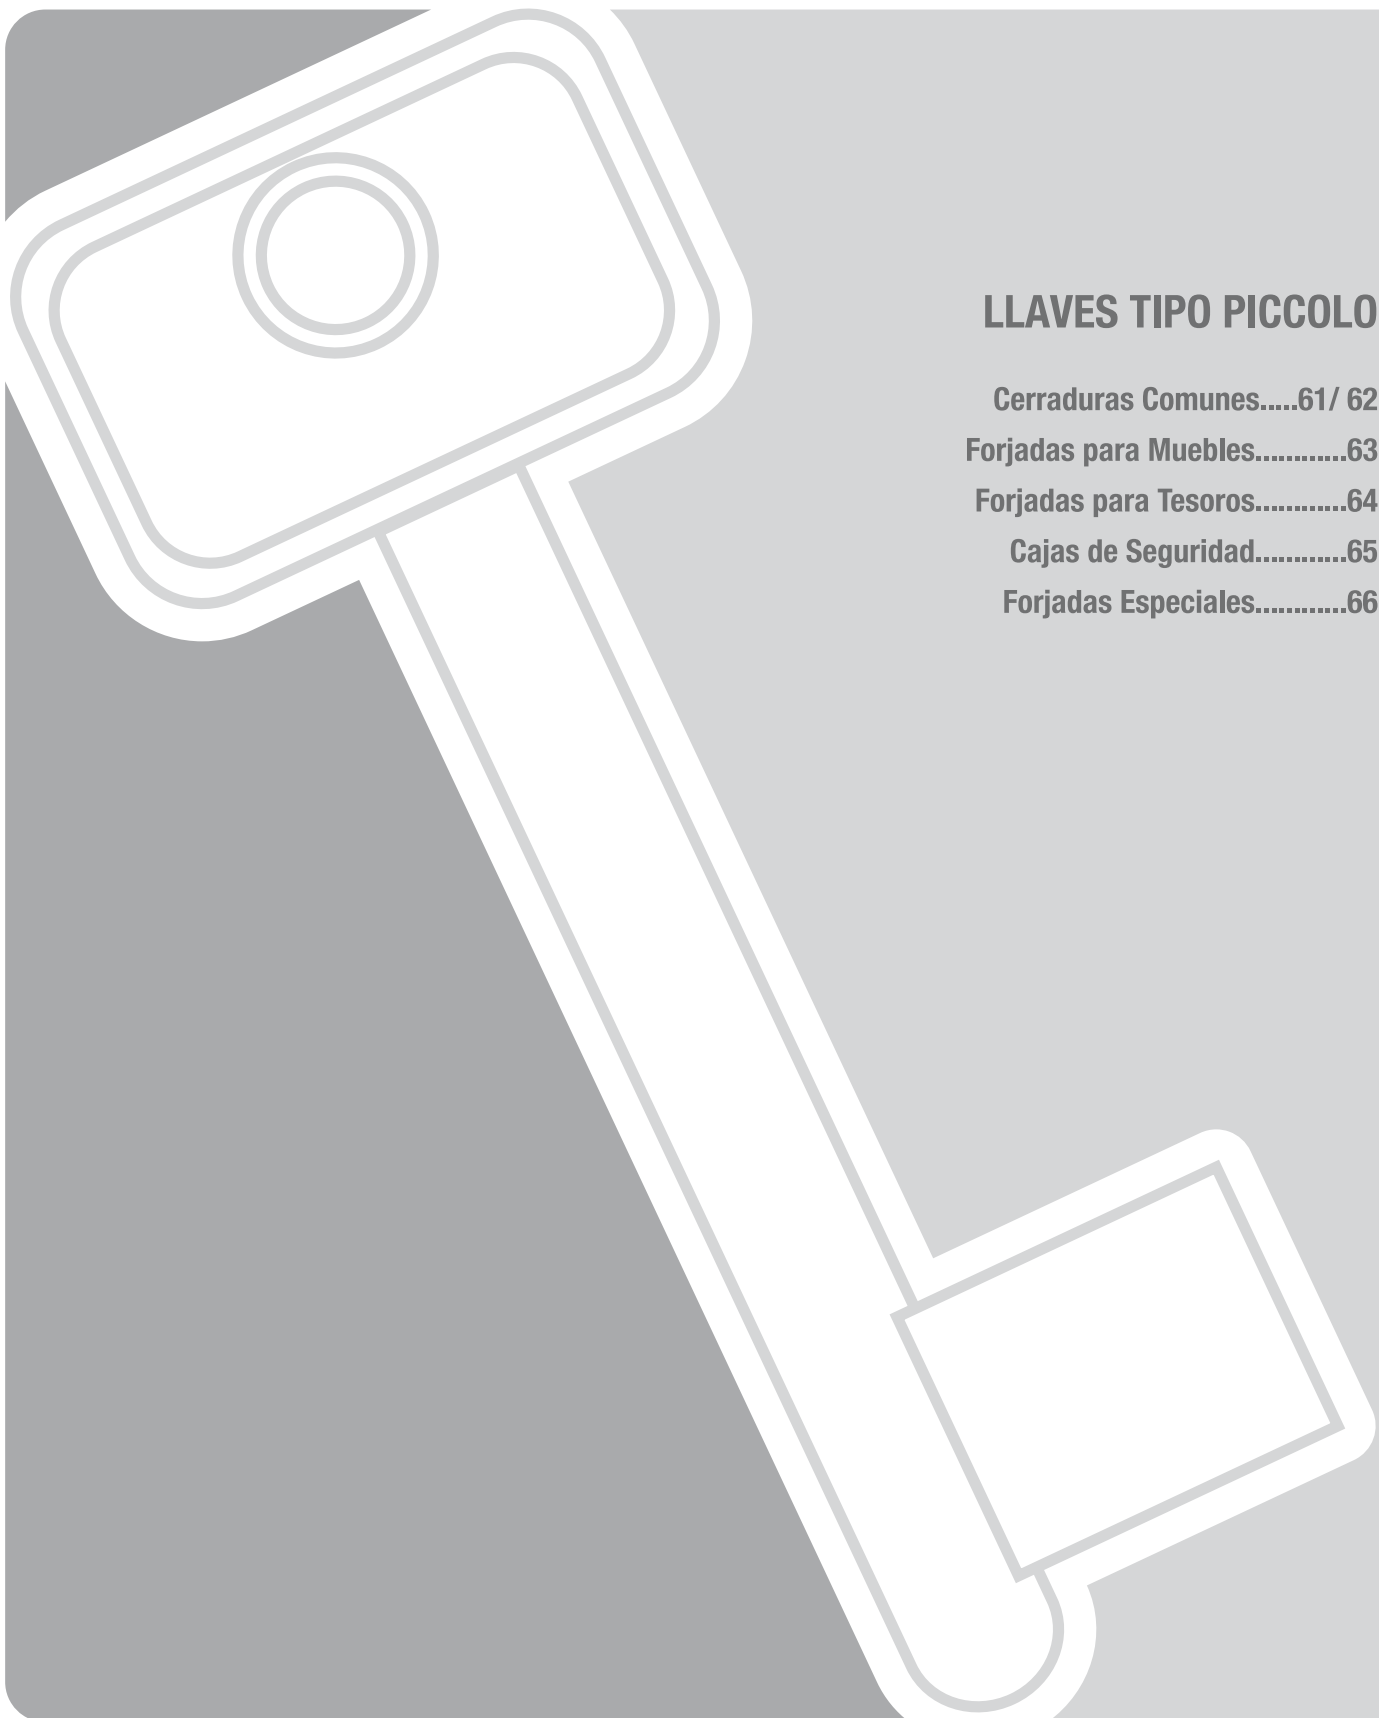 LLAVES TIPO PICCOLO
Cerraduras Comunes.....61/ 62
Forjadas para Muebles............63
Forjadas para Tesoros............64
Cajas de Seguridad............65
Forjadas Especiales............66